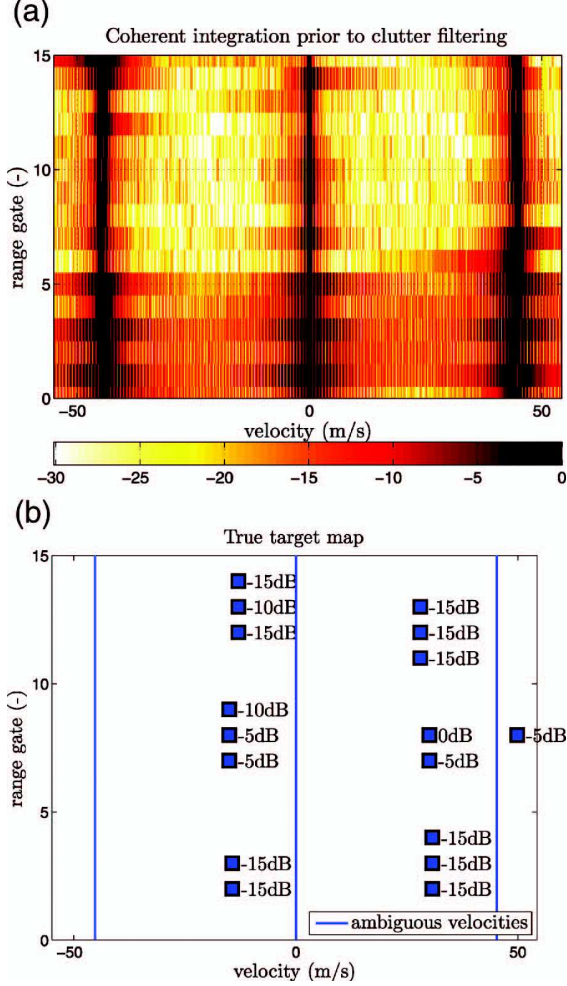 (a)
Coherent integration prior to clutter filtering
15
10
5
0
range gate (-)
-50 0 50
velocity (m/s)
-30 -25 -20 -15 -10 -5 0
(b)
True target map
15
-15dB
-10dB -15dB
-15dB -15dB
-15dB
10
range gate (-)
-10dB
-5dB 0dB -5dB
-5dB -5dB
5
-15dB
-15dB -15dB
-15dB -15dB
ambiguous velocities
0
-50 0 50
velocity (m/s)